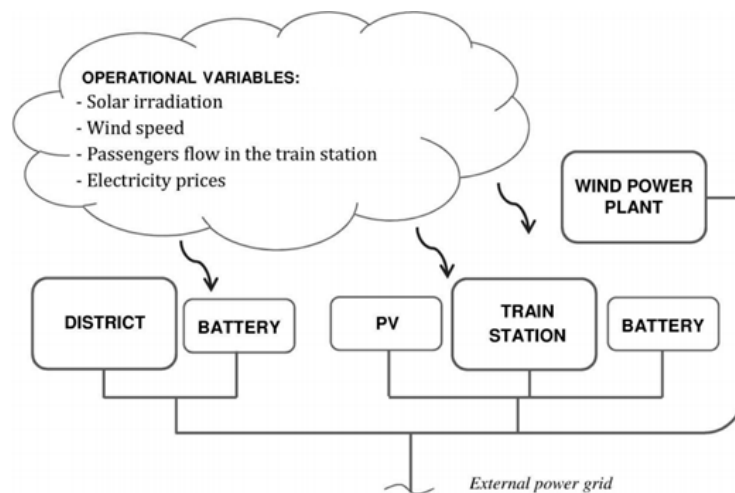 OPERATIONAL VARIABLES:
- Solar irradiation
- Wind speed
- Passengers flow in the train station
- Electricity prices
WIND POWER
PLANT
DISTRICT
BATTERY
PV
TRAIN
STATION
BATTERY
External power grid